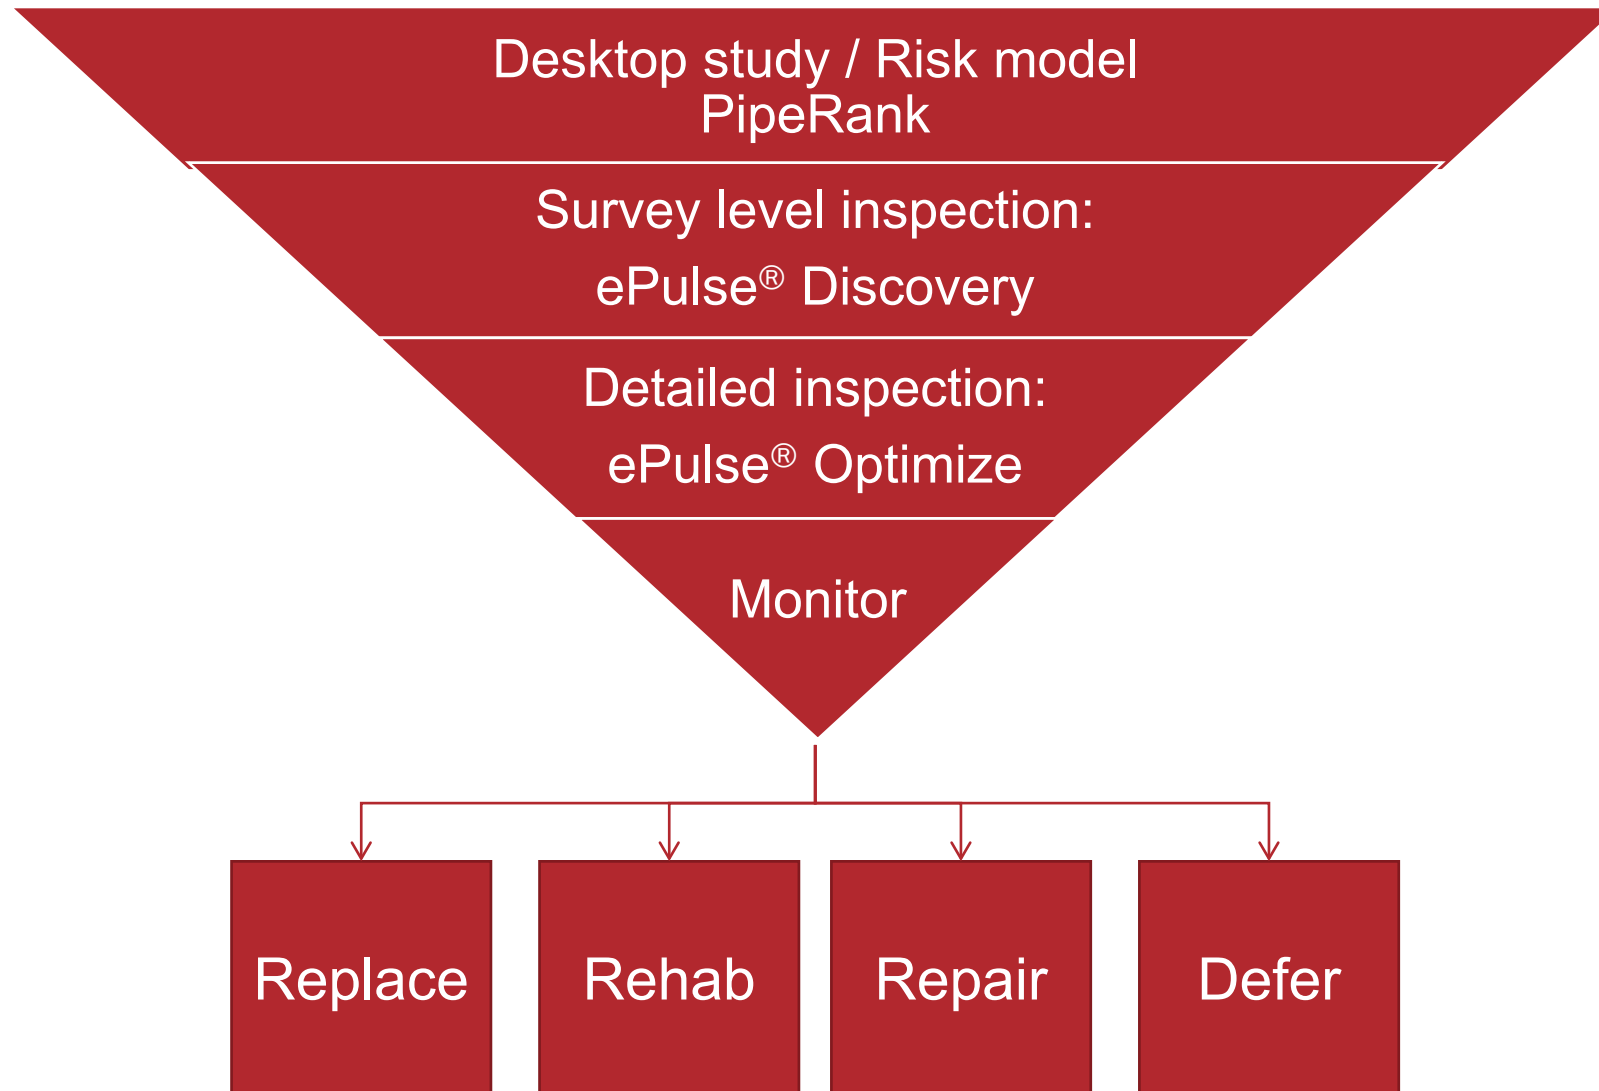 Desktop study / Risk model
PipeRank
Survey level inspection:
ePulse® Discovery
Detailed inspection:
ePulse® Optimize
Monitor
Replace
Rehab
Repair
Defer